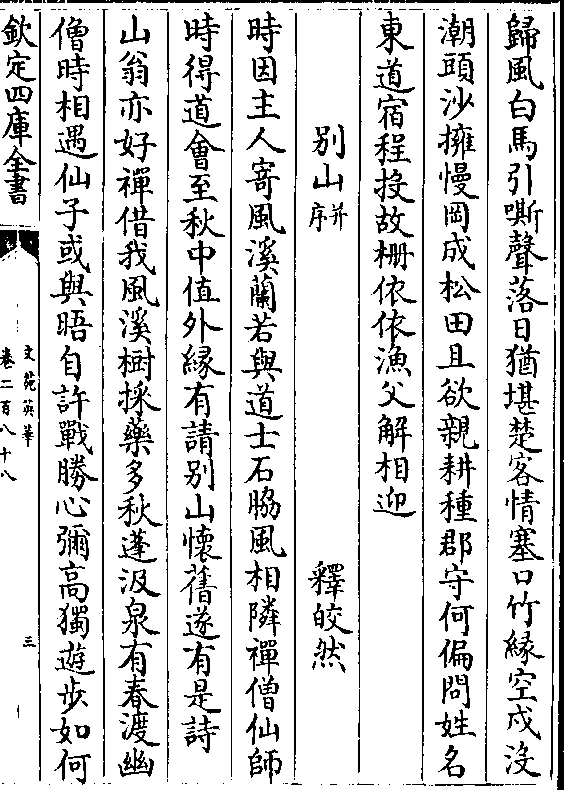 歸風白馬引嘶聲落日猶堪楚客情塞口竹緣空戍沒
潮頭沙擁慢岡成松田且欲親耕種郡守何偏問姓名
東道宿程投故柵依依漁父解相迎
别山并序　釋皎然
時因主人寄風溪蘭若與道士石脇風相隣禪僧仙師
時得道會至秋中值外緣有請别山懷舊遂有是詩
山翁亦好禪借我風溪樹採藥多秋蓬汲泉有春渡幽
僧時相遇仙子或與晤自許戰勝心彌高獨遊步如何
欽定四庫全書
文苑英華
卷二百八十八
三